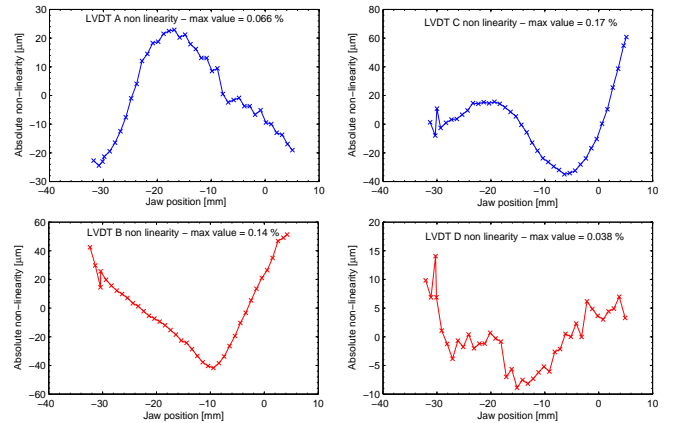 LVDT A non linearity − max value = 0.066 %
Absolute non−linearity [µm]
30
20
10
0
−10
−20
−30
−40 −30 −20 −10 0 10
Jaw position [mm]
LVDT C non linearity − max value = 0.17 %
Absolute non−linearity [µm]
80
60
40
20
0
−20
−40
−40 −30 −20 −10 0 10
Jaw position [mm]
LVDT B non linearity − max value = 0.14 %
Absolute non−linearity [µm]
60
40
20
0
−20
−40
−60
−40 −30 −20 −10 0 10
Jaw position [mm]
LVDT D non linearity − max value = 0.038 %
Absolute non−linearity [µm]
20
15
10
5
0
−5
−10
−40 −30 −20 −10 0 10
Jaw position [mm]